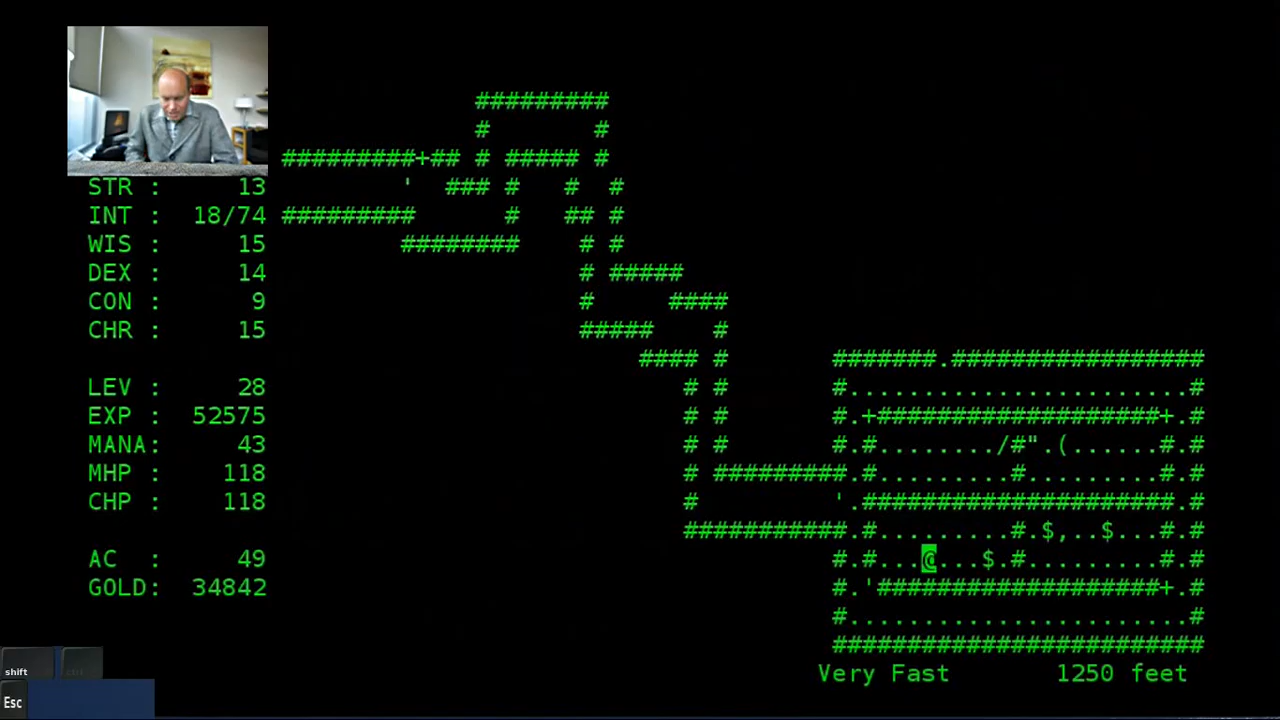 #########
# #
#########+## # ##### #
STR : 13 ' ### # # #
INT : 18/74 ######### # ## #
WIS : 15 ######## # #
DEX : 14 # #####
CON : 9 # ####
CHR : 15 ##### #
#### # #######.#################
LEV : 28 # # #.......................#
EXP : 52575 # # #.+###################+.#
MANA: 43 # # #.#......../#".(......#.#
MHP : 118 # #########.#.........#.........#.#
CHP : 118 # '.#####################.#
###########.#.........#.$,..$...#.#
AC : 49 #.#...@...$.#.........#.#
GOLD: 34842 #.'###################+.#
#.......................#
#########################
shift
Very Fast 1250 feet
Esc